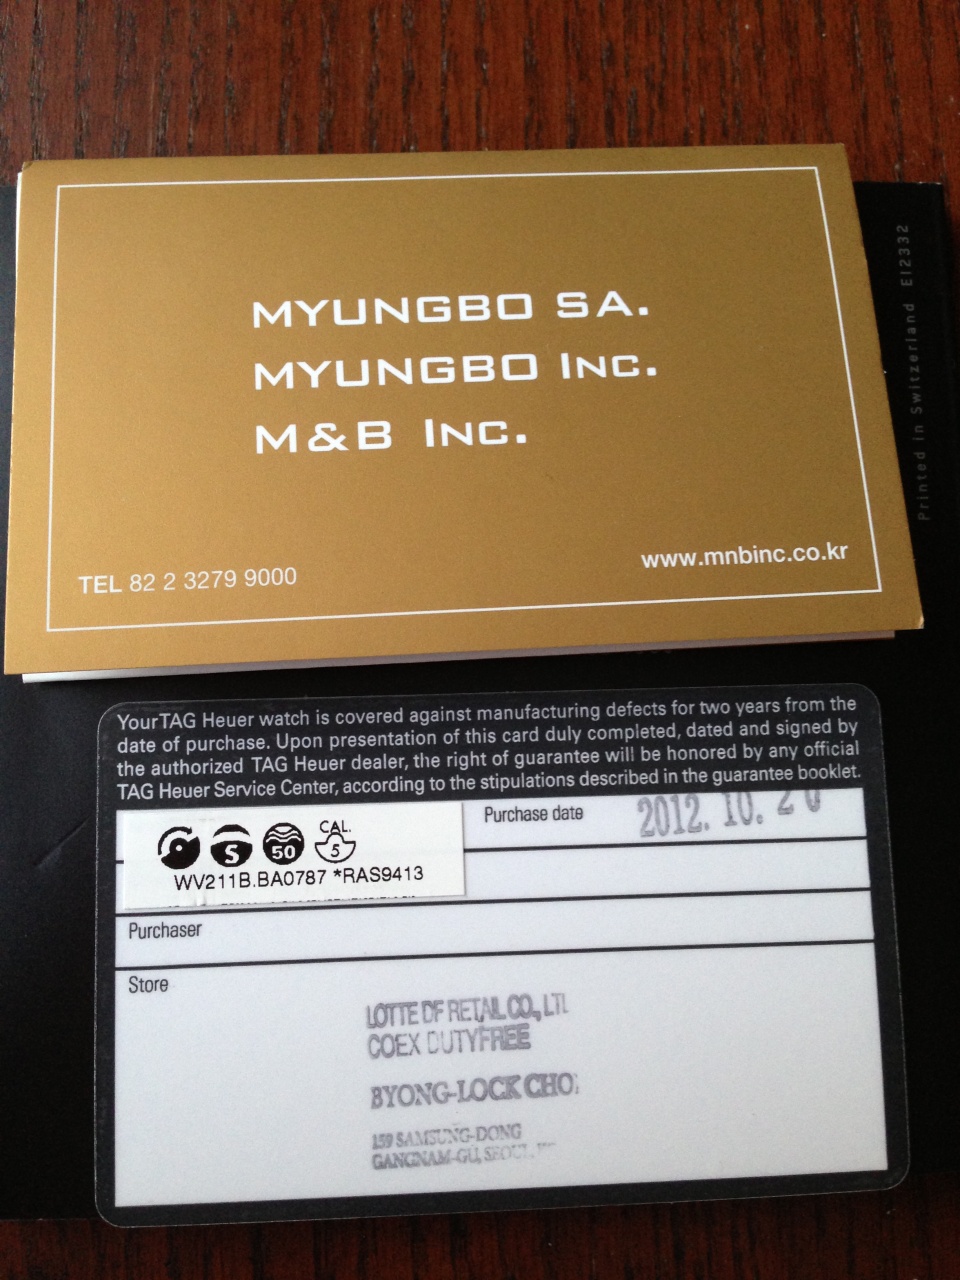 MYUNGBO SA.
MYUNGBO INC.
M&B INC.
TEL 82 2 3279 9000
www.mnbinc.co.kr
Printed in Switzerland EI2332
Your TAG Heuer watch is covered against manufacturing defects for two years from the
date of purchase. Upon presentation of this card duly completed, dated and signed by
the authorized TAG Heuer dealer, the right of guarantee will be honored by any official
TAG Heuer Service Center, according to the stipulations described in the guarantee booklet.
CAL.
S 50 5
WV211B.BA0787 *RAS9413
Purchase date 2012. 10. 20
Purchaser
Store
LOTTE DF RETAIL CO.,
COEX DUTYFREE
BYONG-LOCK
159 SAMSUNG-DONG
GANGNAM-GU, SEOUL